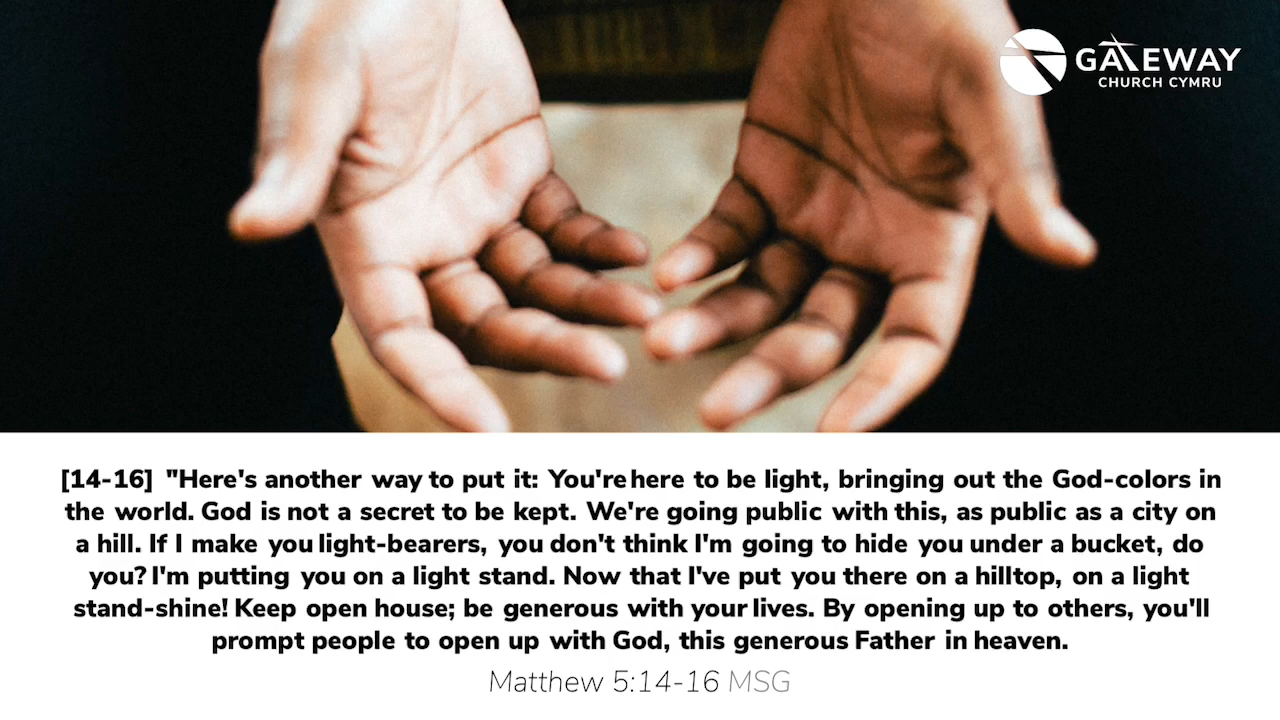 GATEWAY
CHURCH CYMRU
[14-16] "Here's another way to put it: You're here to be light, bringing out the God-colors in
the world. God is not a secret to be kept. We're going public with this, as public as a city on
a hill. If I make you light-bearers, you don't think I'm going to hide you under a bucket, do
you? I'm putting you on a light stand. Now that I've put you there on a hilltop, on a light
stand-shine! Keep open house; be generous with your lives. By opening up to others, you'll
prompt people to open up with God, this generous Father in heaven.
Matthew 5:14-16 MSG